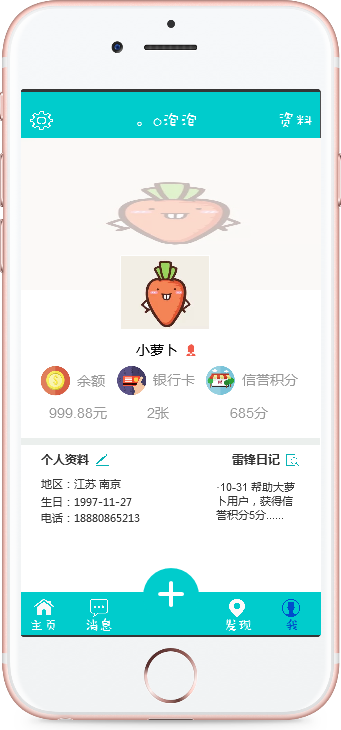 。o泡泡 资料
小萝卜
余额 银行卡 信誉积分
999.88元 2张 685分
个人资料 雷锋日记
地区：江苏 南京
生日：1997-11-27
电话：18880865213
·10-31 帮助大萝
卜用户，获得信
誉积分5分......
主页 消息 发现 我